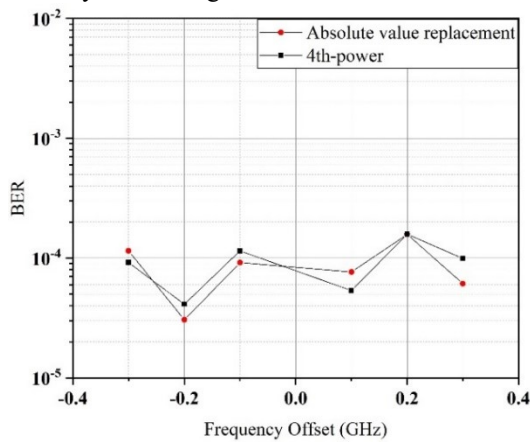 10^-2
Absolute value replacement
4th-power
10^-3
BER
10^-4
10^-5
-0.4 -0.2 0.0 0.2 0.4
Frequency Offset (GHz)